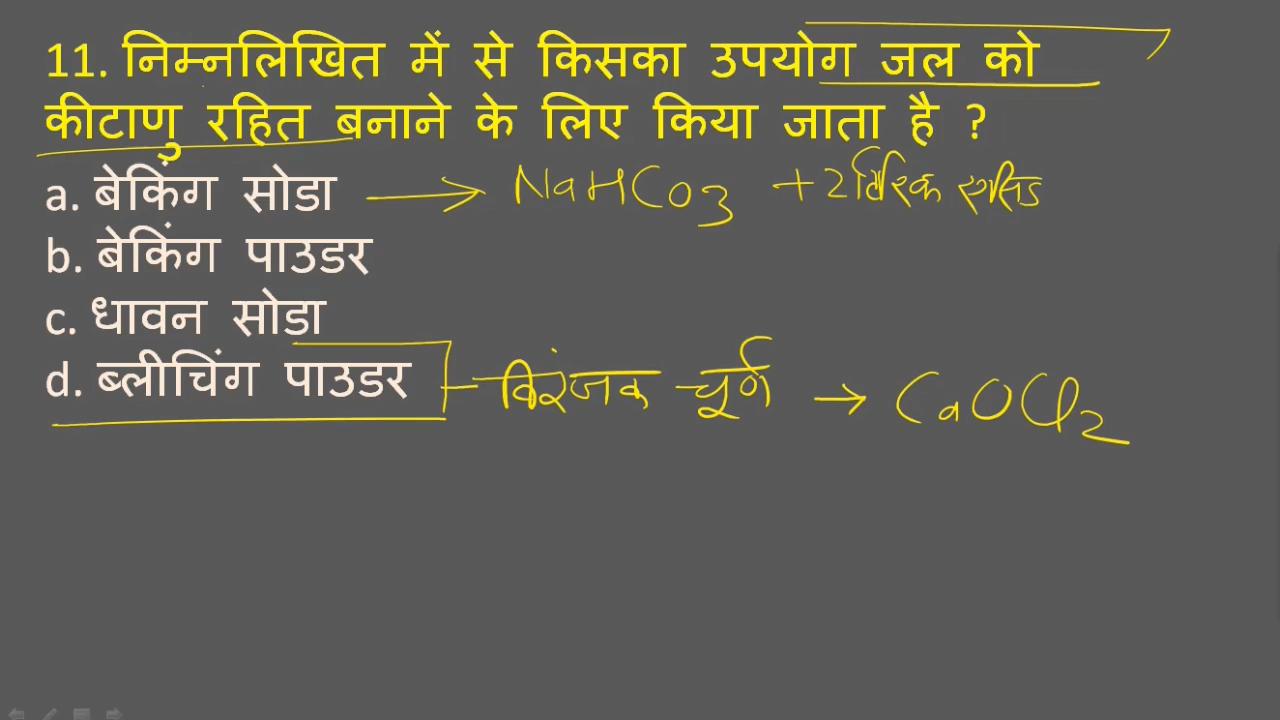 11. निम्नलिखित में से किसका उपयोग जल को
कीटाणु रहित बनाने के लिए किया जाता है ?
a. बेकिंग सोडा → NaHCO3 + टार्टरिक एसिड
b. बेकिंग पाउडर
c. धावन सोडा
d. ब्लीचिंग पाउडर - विरंजक चूर्ण → CaOCl2